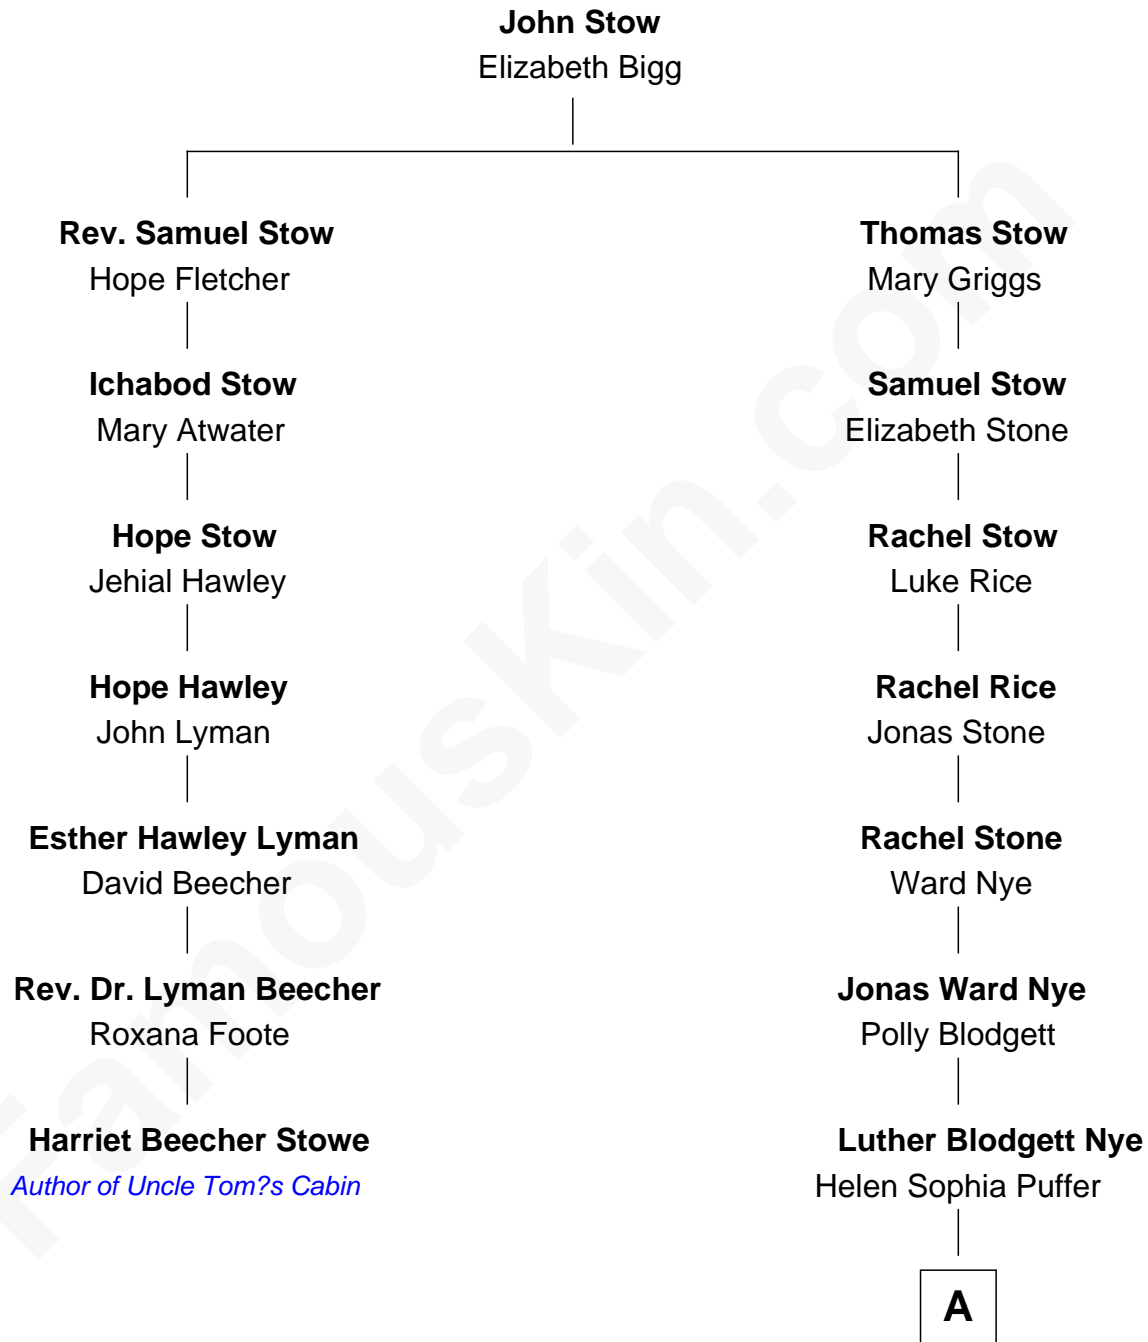 John Stow
Elizabeth Bigg
Rev. Samuel Stow
Hope Fletcher
Thomas Stow
Mary Griggs
Ichabod Stow
Mary Atwater
Samuel Stow
Elizabeth Stone
Hope Stow
Jehial Hawley
Rachel Stow
Luke Rice
Hope Hawley
John Lyman
Rachel Rice
Jonas Stone
Esther Hawley Lyman
David Beecher
Rachel Stone
Ward Nye
Rev. Dr. Lyman Beecher
Roxana Foote
Jonas Ward Nye
Polly Blodgett
Harriet Beecher Stowe
Author of Uncle Tom?s Cabin
Luther Blodgett Nye
Helen Sophia Puffer
A
FamousKin.com